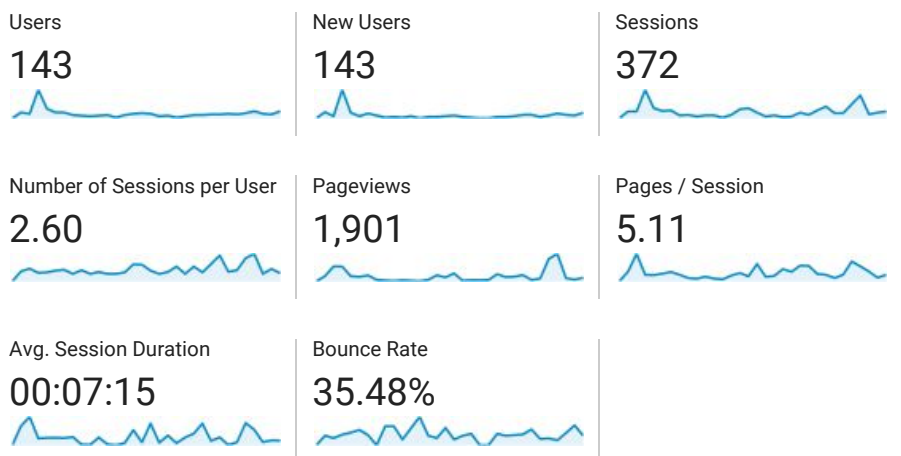 Users
143
New Users
143
Sessions
372
Number of Sessions per User
2.60
Pageviews
1,901
Pages / Session
5.11
Avg. Session Duration
00:07:15
Bounce Rate
35.48%